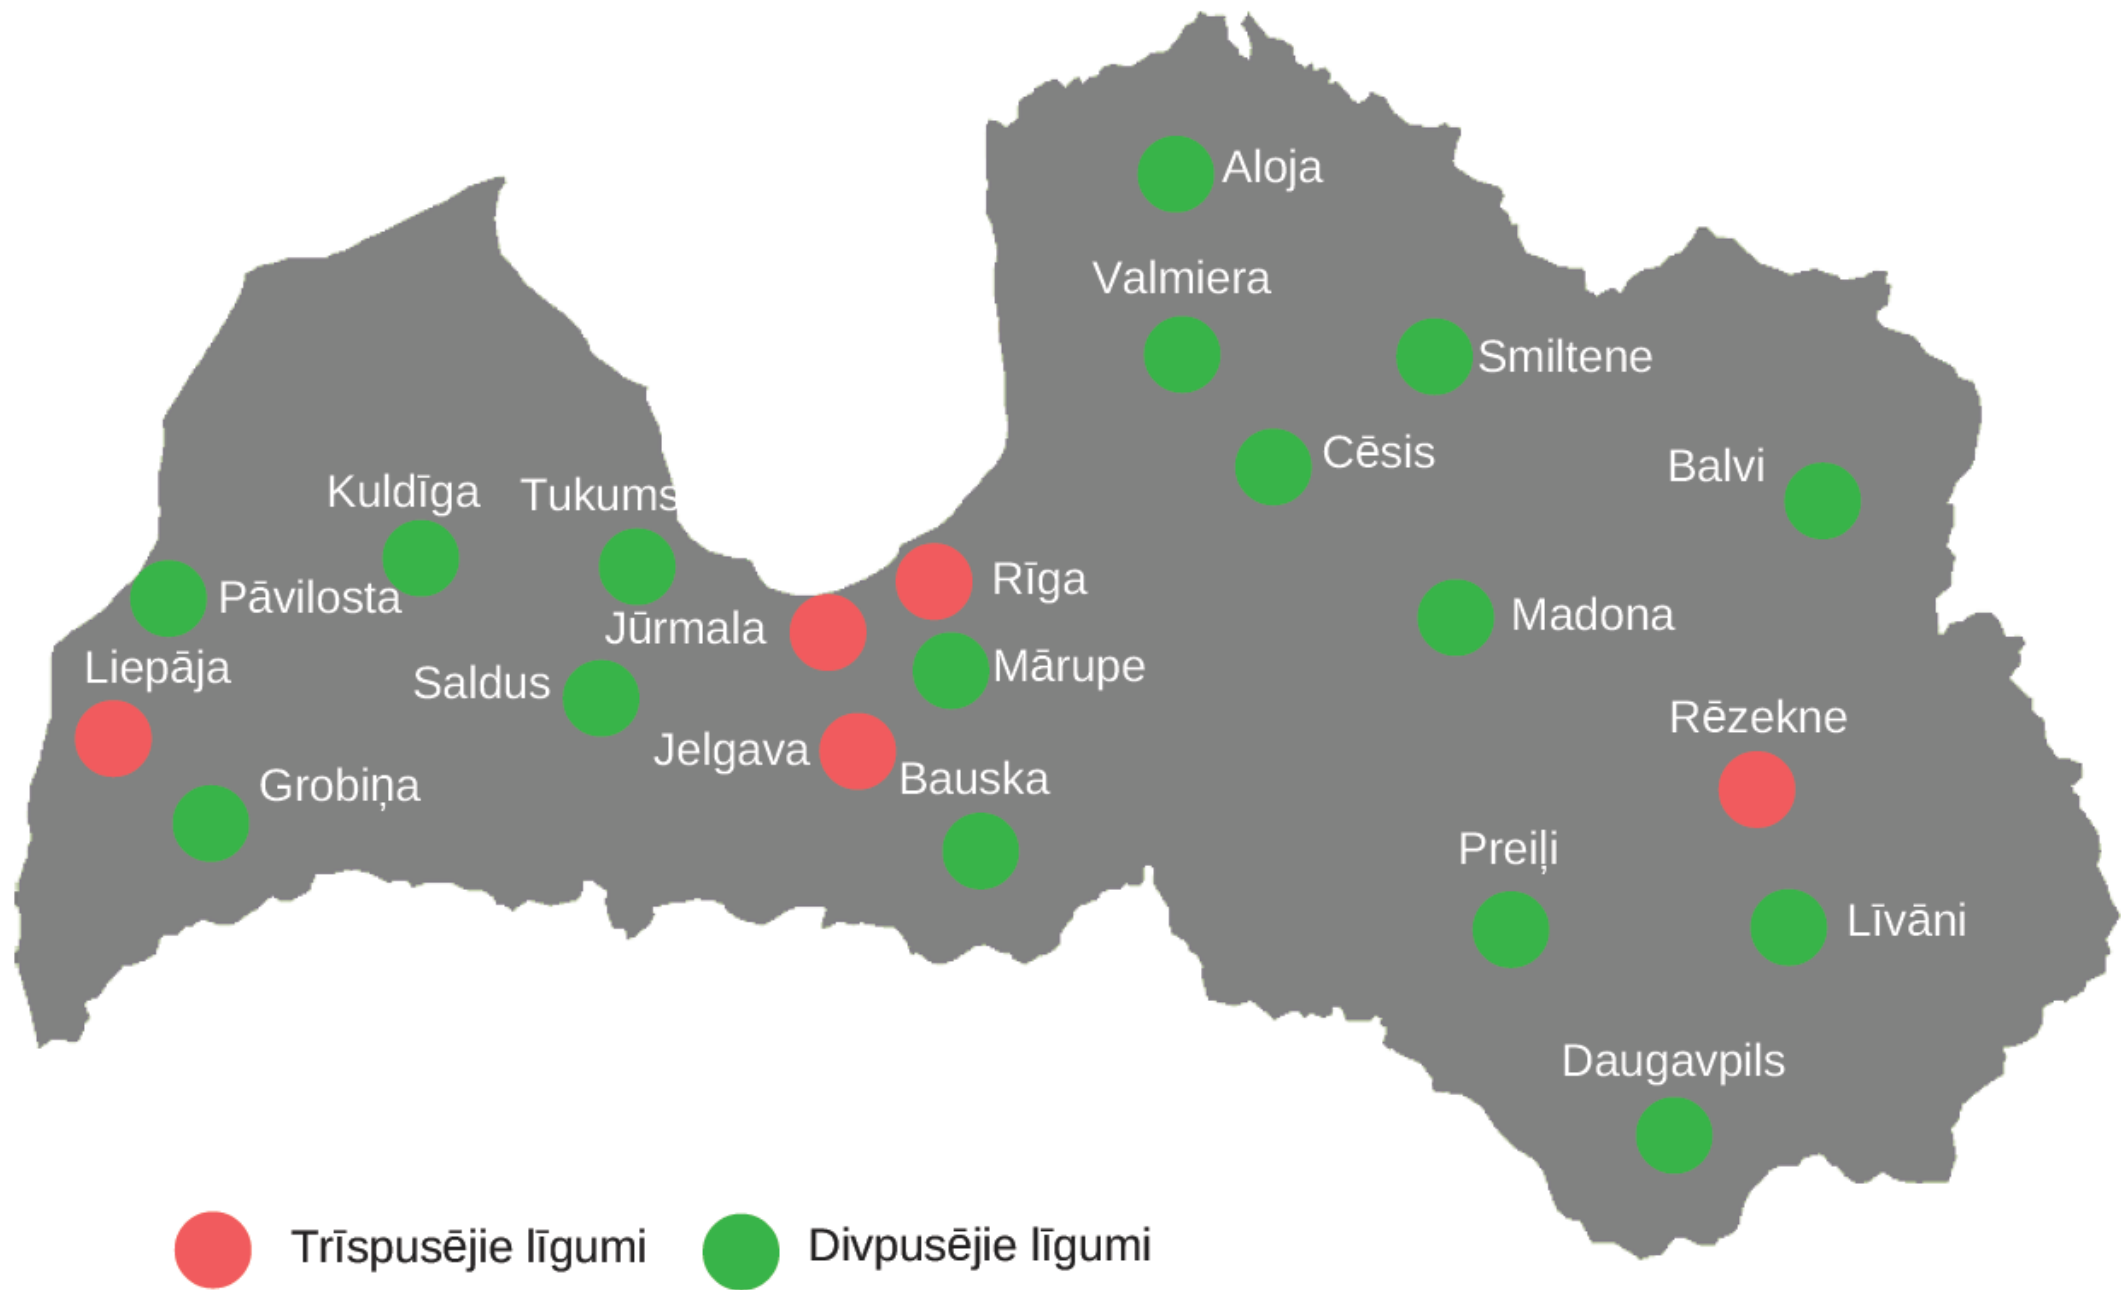 Aloja
Valmiera
Smiltene
Cēsis
Balvi
Kuldīga
Tukums
Rīga
Pāvilosta
Madona
Jūrmala
Mārupe
Liepāja
Saldus
Rēzekne
Jelgava
Bauska
Grobiņa
Preiļi
Līvāni
Daugavpils
Trīspusējie līgumi
Divpusējie līgumi